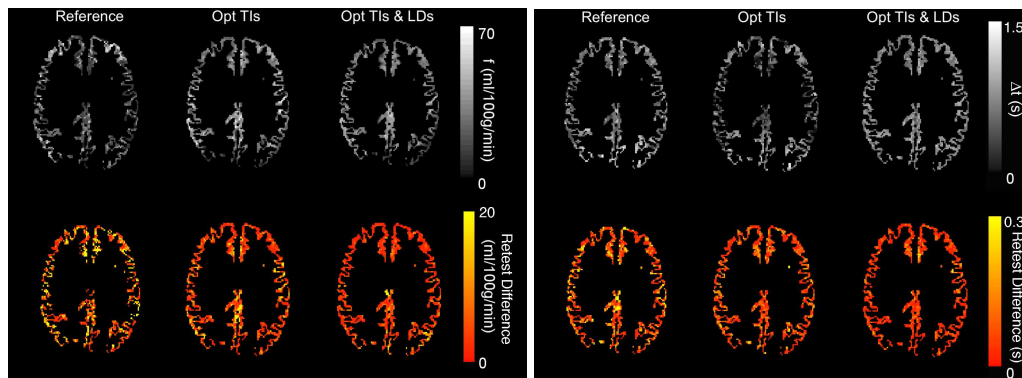 Reference Opt TIs Opt TIs & LDs
70
f (ml/100g/min)
0
20
Retest Difference
(ml/100g/min)
0
Reference Opt TIs Opt TIs & LDs
1.5
Δt (s)
0
0.3
Retest Difference (s)
0